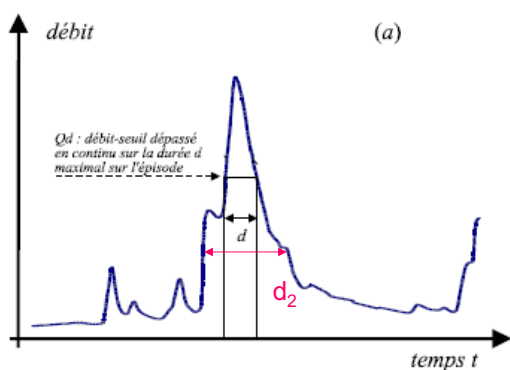 débit
(a)
Qd : débit-seuil dépassé
en continu sur la durée d
maximal sur l'épisode
d
d2
temps t